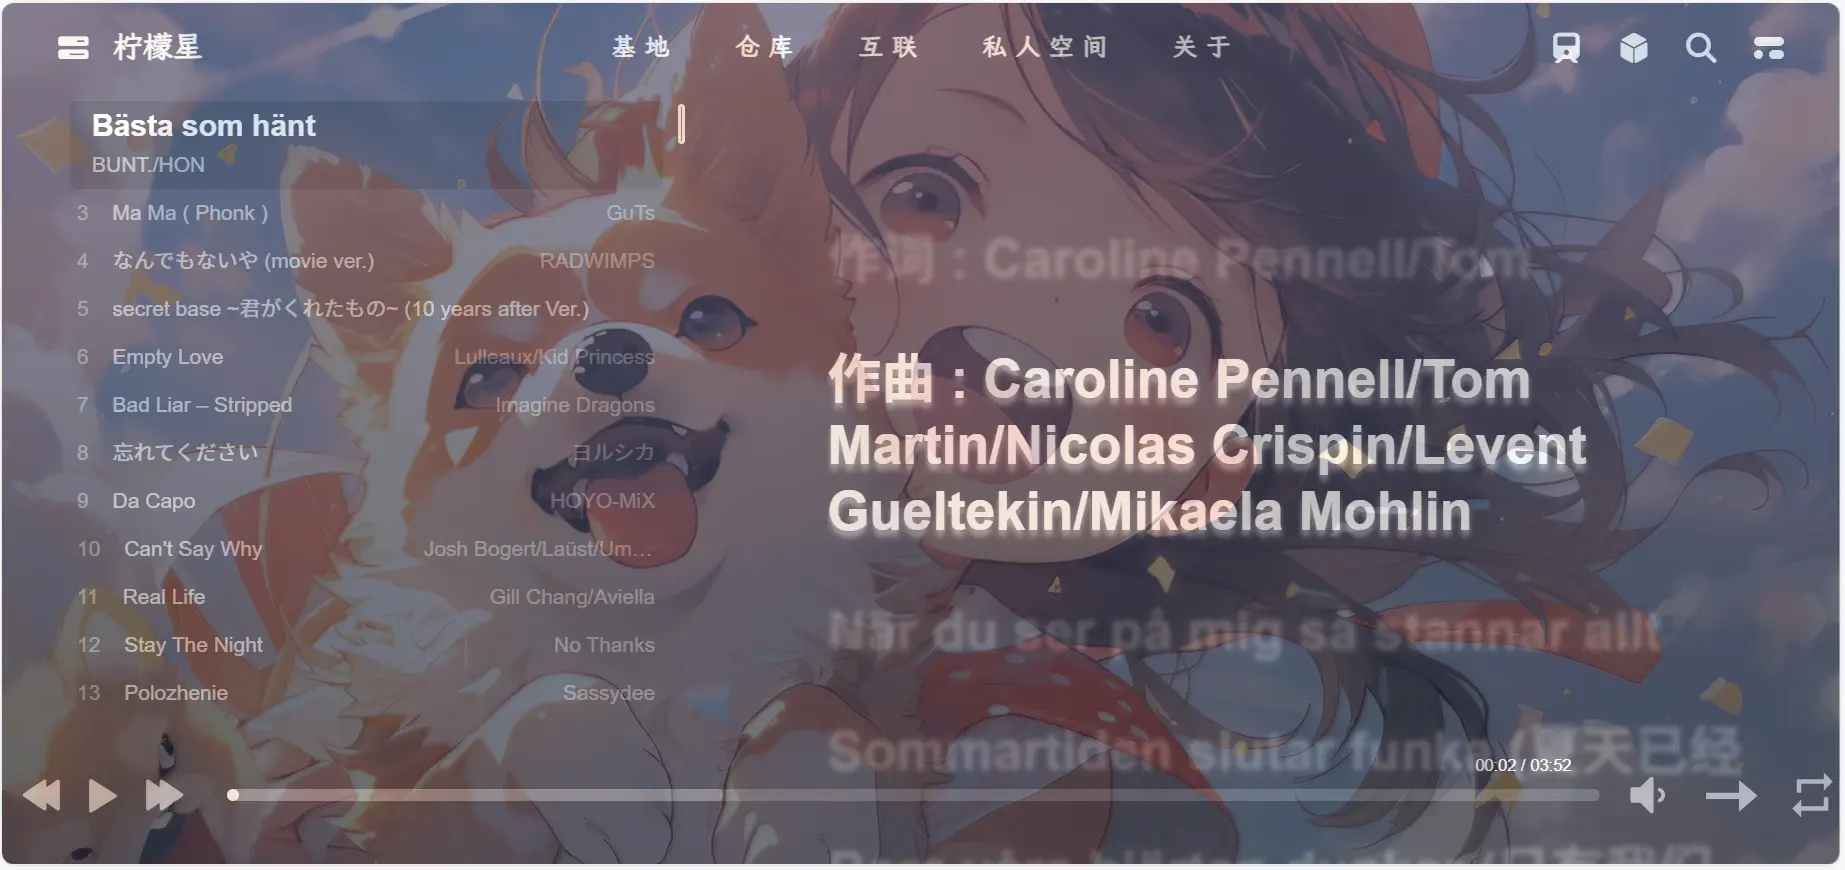 柠檬星
基地 仓库 互联 私人空间 关于
Bästa som hänt
BUNT./HON
3 Ma Ma ( Phonk ) GuTs
4 なんでもないや (movie ver.) RADWIMPS
5 secret base ~君がくれたもの~ (10 years after Ver.)
6 Empty Love Lulleaux/Kid Princess
7 Bad Liar – Stripped Imagine Dragons
8 忘れてください ヨルシカ
9 Da Capo HOYO-MiX
10 Can't Say Why Josh Bogert/Laüst/Um…
11 Real Life Gill Chang/Aviella
12 Stay The Night No Thanks
13 Polozhenie Sassydee
作词 : Caroline Pennell/Tom
作曲 : Caroline Pennell/Tom
Martin/Nicolas Crispin/Levent
Gueltekin/Mikaela Mohlin
När du ser på mig så stannar allt
Sommartiden slutar funka /夏天已经
00:02 / 03:52